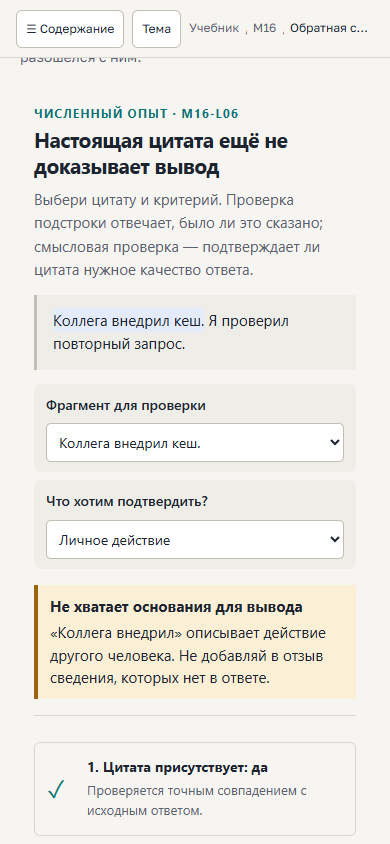 ☰ Содержание
Тема
Учебник , М16 , Обратная с...
разошёлся с ним.
ЧИСЛЕННЫЙ ОПЫТ · M16-L06
Настоящая цитата ещё не
доказывает вывод
Выбери цитату и критерий. Проверка
подстроки отвечает, было ли это сказано;
смысловая проверка — подтверждает ли
цитата нужное качество ответа.
Коллега внедрил кеш. Я проверил
повторный запрос.
Фрагмент для проверки
Коллега внедрил кеш.
Что хотим подтвердить?
Личное действие
Не хватает основания для вывода
«Коллега внедрил» описывает действие
другого человека. Не добавляй в отзыв
сведения, которых нет в ответе.
1. Цитата присутствует: да
Проверяется точным совпадением с
исходным ответом.